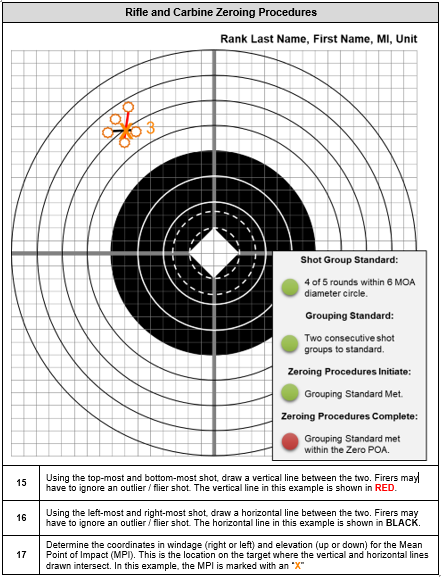 Rifle and Carbine Zeroing Procedures
Rank Last Name, First Name, MI, Unit
3
Shot Group Standard:
4 of 5 rounds within 6 MOA
diameter circle.
Grouping Standard:
Two consecutive shot
groups to standard.
Zeroing Procedures Initiate:
Grouping Standard Met.
Zeroing Procedures Complete:
Grouping Standard met
within the Zero POA.
15
Using the top-most and bottom-most shot, draw a vertical line between the two. Firers may
have to ignore an outlier / flier shot. The vertical line in this example is shown in RED.
16
Using the left-most and right-most shot, draw a horizontal line between the two. Firers may
have to ignore an outlier / flier shot. The horizontal line in this example is shown in BLACK.
17
Determine the coordinates in windage (right or left) and elevation (up or down) for the Mean
Point of Impact (MPI). This is the location on the target where the vertical and horizontal lines
drawn intersect. In this example, the MPI is marked with an “X”